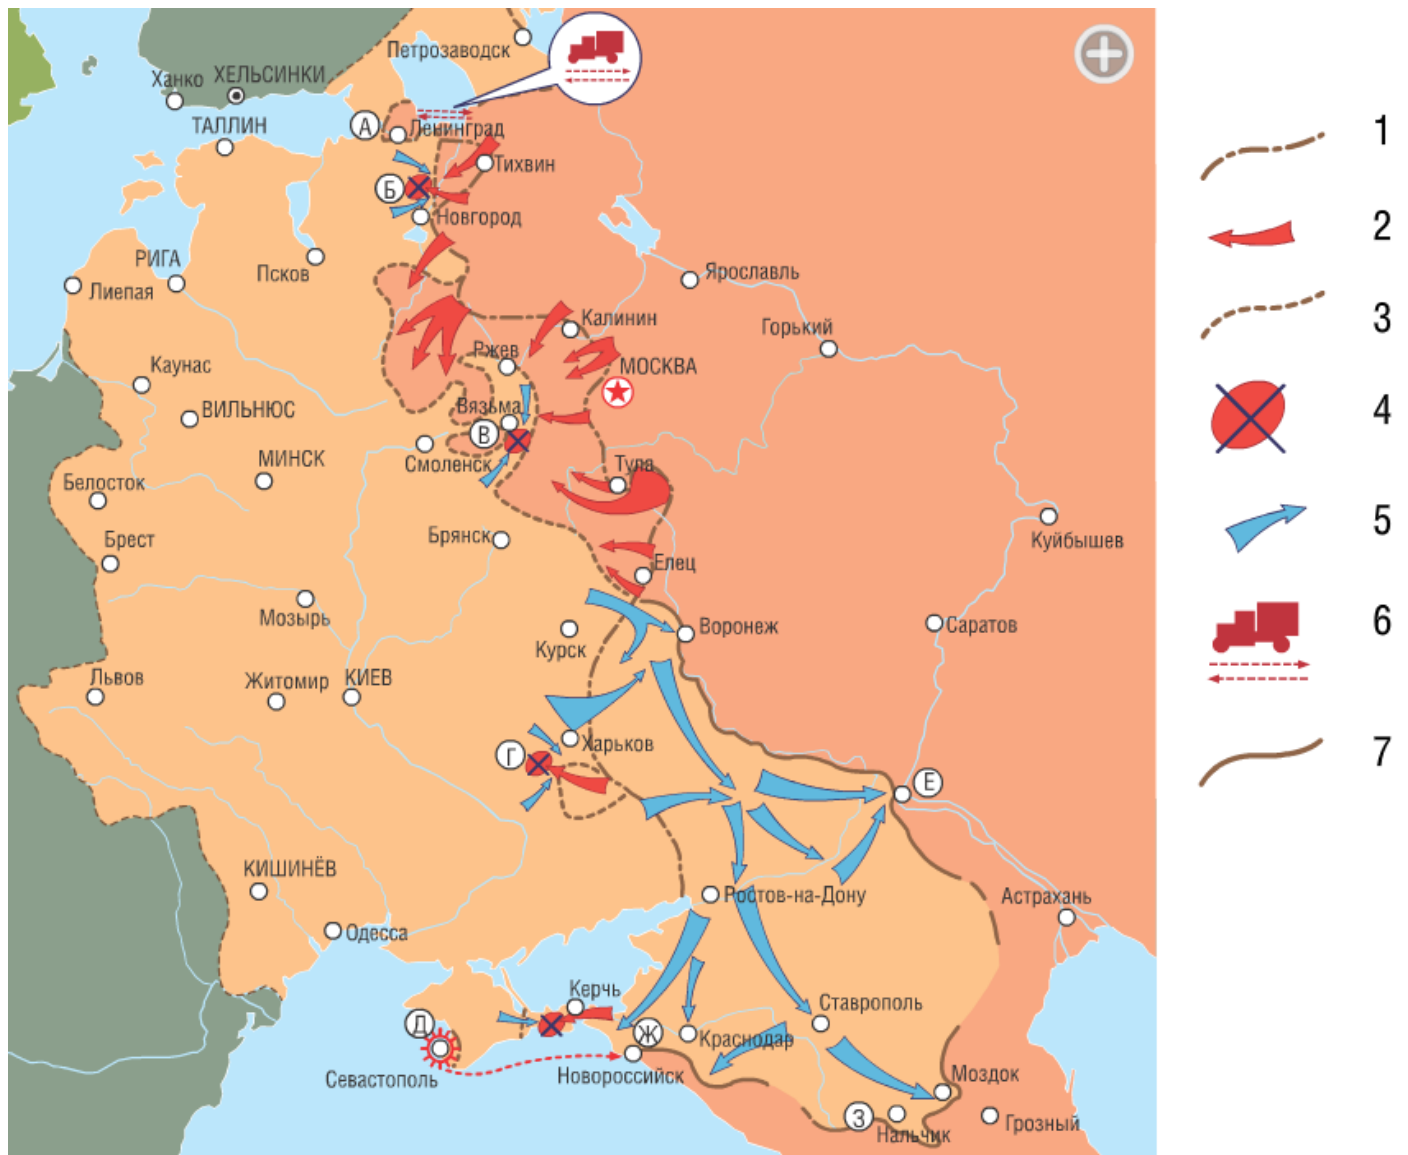 Петрозаводск
Ханко
ХЕЛЬСИНКИ
ТАЛЛИН
А
Ленинград
Тихвин
Б
Новгород
РИГА
Псков
Лиепая
Ярославль
Калинин
Горький
Ржев
МОСКВА
Каунас
ВИЛЬНЮС
Вязьма
В
Смоленск
МИНСК
Тула
Белосток
Брест
Брянск
Куйбышев
Елец
Мозырь
Курск
Воронеж
Саратов
Львов
Житомир
КИЕВ
Харьков
Г
Е
КИШИНЁВ
Ростов-на-Дону
Астрахань
Одесса
Керчь
Ставрополь
Д
Ж
Краснодар
Севастополь
Новороссийск
Моздок
З
Нальчик
Грозный
1
2
3
4
5
6
7